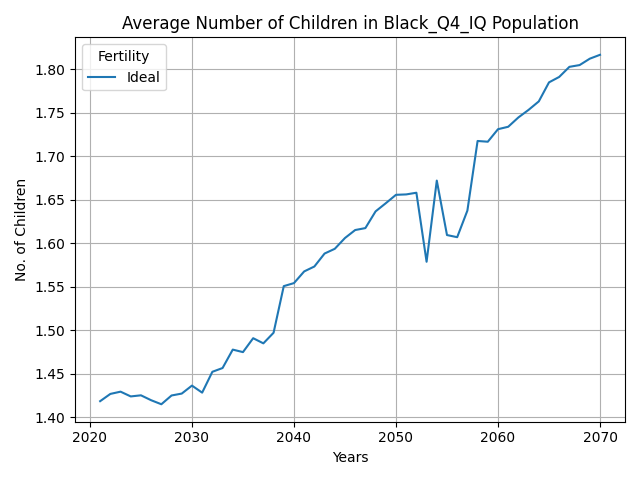 Average Number of Children in Black_Q4_IQ Population
Fertility
Ideal
No. of Children
1.80
1.75
1.70
1.65
1.60
1.55
1.50
1.45
1.40
2020 2030 2040 2050 2060 2070
Years